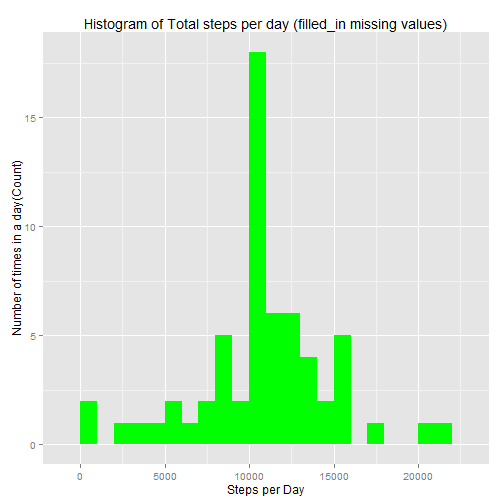 Histogram of Total steps per day (filled_in missing values)
Number of times in a day(Count)
15
10
5
0
0 5000 10000 15000 20000
Steps per Day